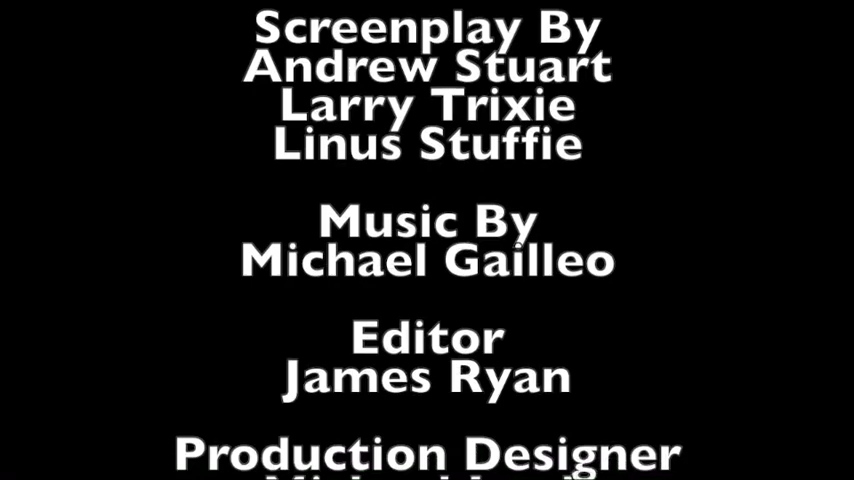 Screenplay By
Andrew Stuart
Larry Trixie
Linus Stuffie
Music By
Michael Gailleo
Editor
James Ryan
Production Designer